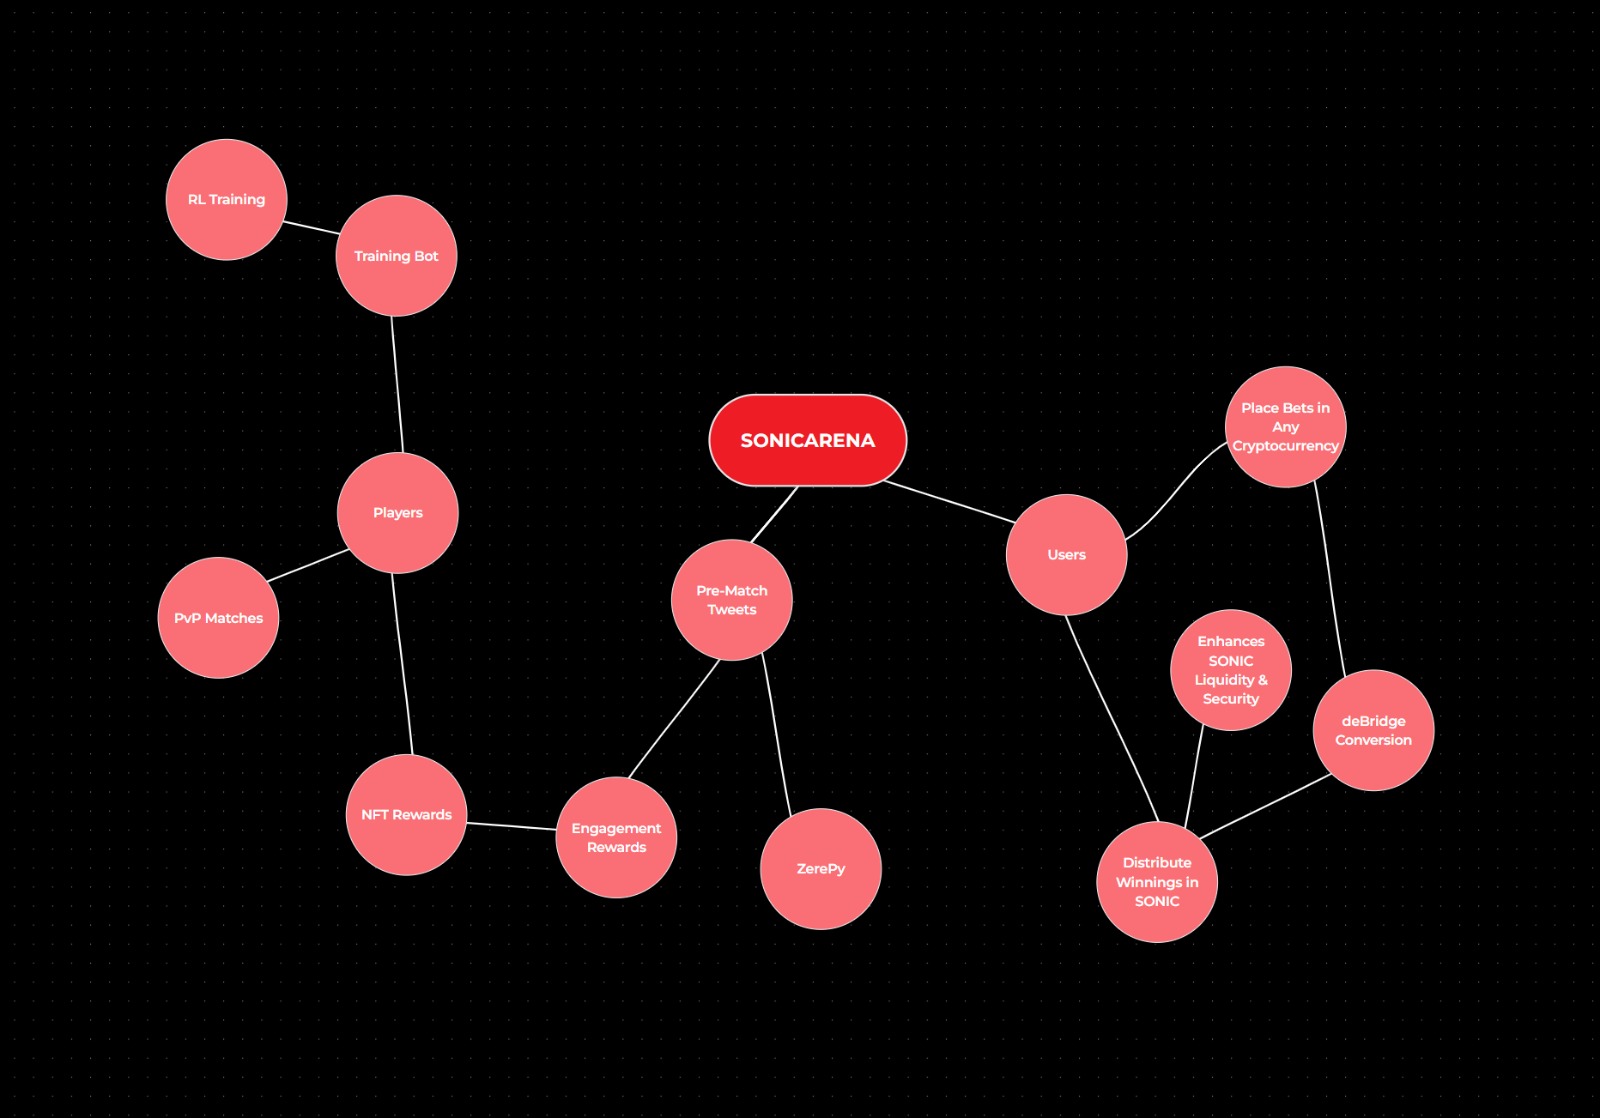 RL Training
Training Bot
Players
PvP Matches
NFT Rewards
SONICARENA
Pre-Match
Tweets
Engagement
Rewards
ZerePy
Users
Place Bets in
Any
Cryptocurrency
Enhances
SONIC
Liquidity &
Security
deBridge
Conversion
Distribute
Winnings in
SONIC